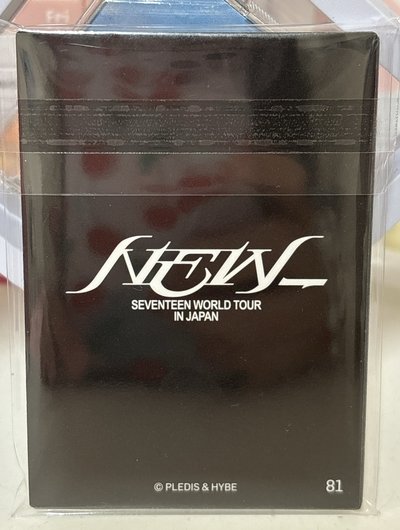 NEW_
SEVENTEEN WORLD TOUR
IN JAPAN
© PLEDIS & HYBE
81